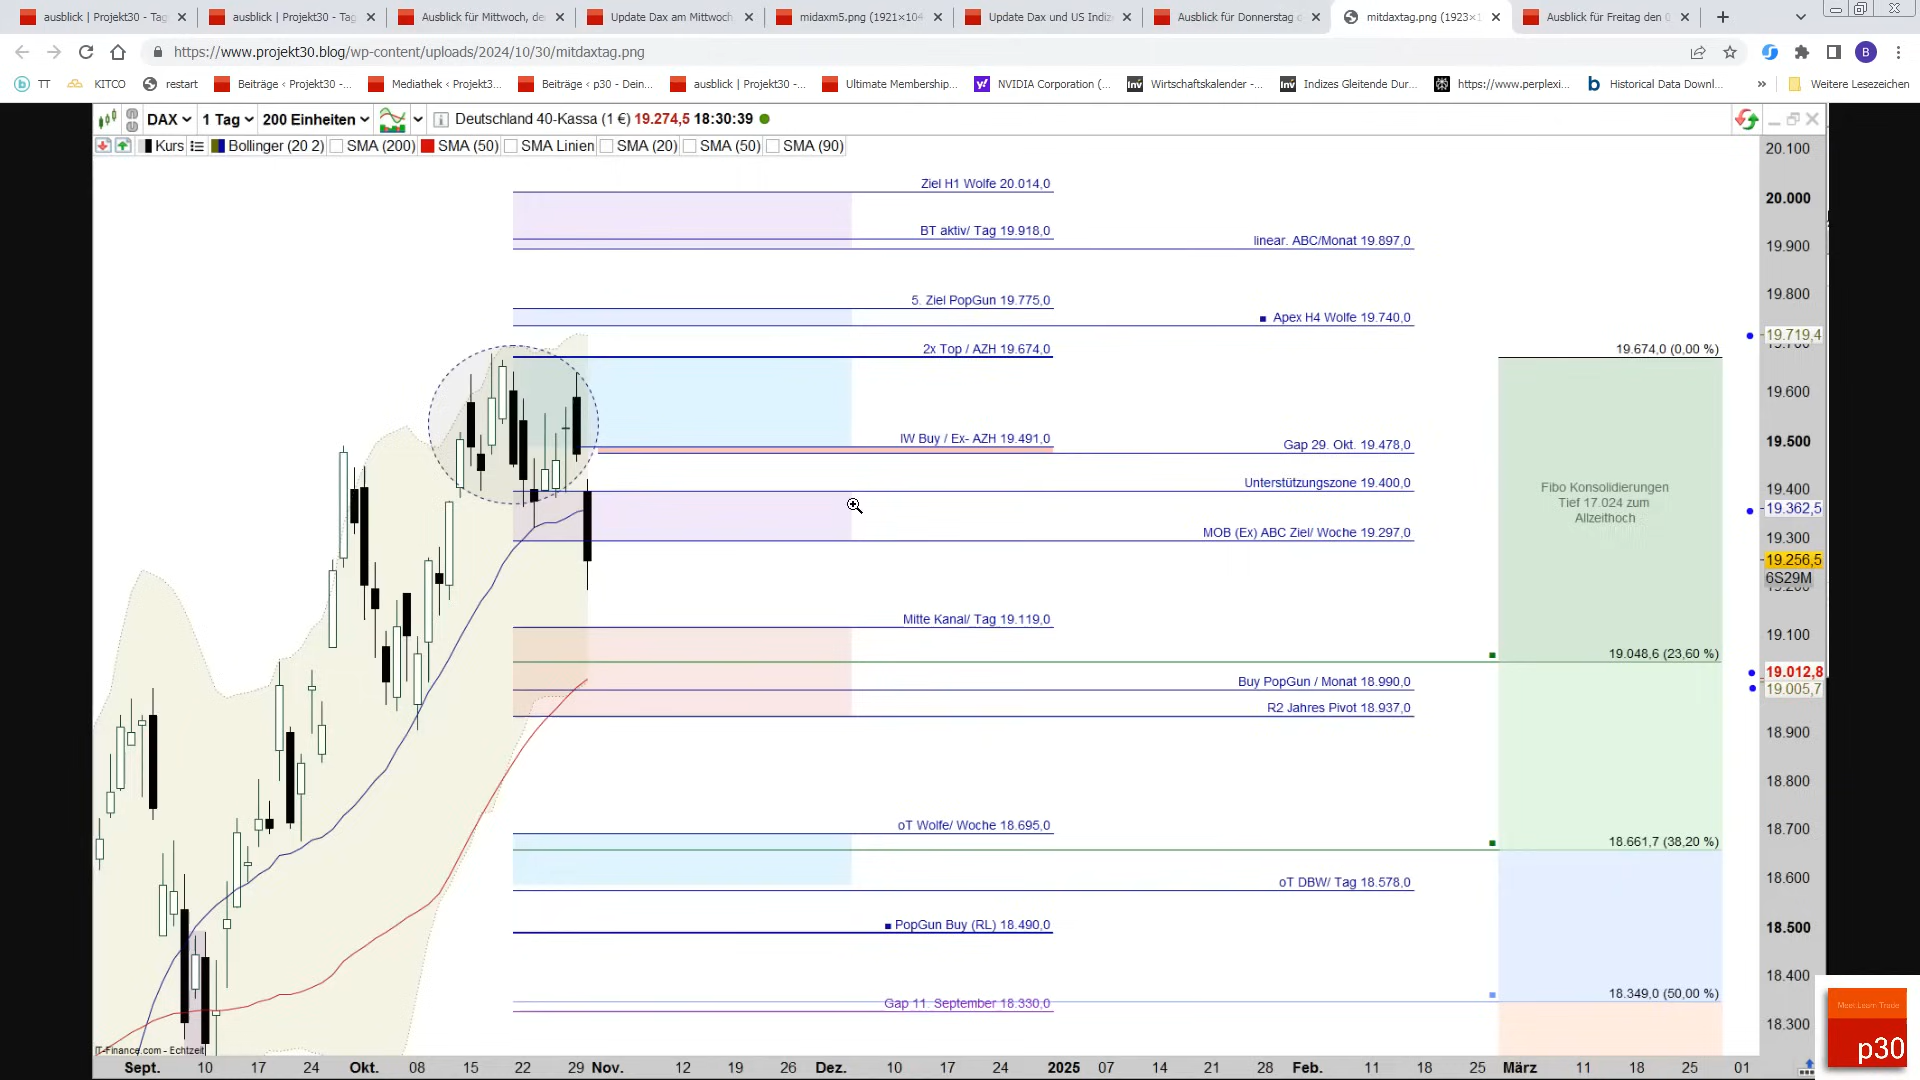 ausblick | Projekt30 - Tag
ausblick | Projekt30 - Tag
Ausblick für Mittwoch, de
Update Dax am Mittwoch
midaxm5.png (1921×104
Update Dax und US Indiz
Ausblick für Donnerstag d
mitdaxtag.png (1923×1
Ausblick für Freitag den 0
https://www.projekt30.blog/wp-content/uploads/2024/10/30/mitdaxtag.png
B
TT
KITCO
restart
Beiträge ‹ Projekt30 -...
Mediathek ‹ Projekt3...
Beiträge ‹ p30 - Dein...
ausblick | Projekt30 -...
Ultimate Membership...
NVIDIA Corporation (...
Wirtschaftskalender -...
Indizes Gleitende Dur...
https://www.perplexi...
Historical Data Downl...
»
Weitere Lesezeichen
DAX
1 Tag
200 Einheiten
Deutschland 40-Kassa (1 €) 19.274,5 18:30:39
Kurs
Bollinger (20 2)
SMA (200)
SMA (50)
SMA Linien
SMA (20)
SMA (50)
SMA (90)
20.100
Ziel H1 Wolfe 20.014,0
20.000
BT aktiv/ Tag 19.918,0
linear. ABC/Monat 19.897,0
19.900
5. Ziel PopGun 19.775,0
19.800
Apex H4 Wolfe 19.740,0
19.719,4
19.700
2x Top / AZH 19.674,0
19.674,0 (0,00 %)
19.600
IW Buy / Ex- AZH 19.491,0
Gap 29. Okt. 19.478,0
19.500
Unterstützungszone 19.400,0
19.400
Fibo Konsolidierungen
Tief 17.024 zum
Allzeithoch
19.362,5
MOB (Ex) ABC Ziel/ Woche 19.297,0
19.300
19.256,5
6S29M
19.200
Mitte Kanal/ Tag 19.119,0
19.100
19.048,6 (23,60 %)
19.012,8
Buy PopGun / Monat 18.990,0
19.005,7
R2 Jahres Pivot 18.937,0
18.900
18.800
oT Wolfe/ Woche 18.695,0
18.700
18.661,7 (38,20 %)
oT DBW/ Tag 18.578,0
18.600
PopGun Buy (RL) 18.490,0
18.500
18.400
Gap 11. September 18.330,0
18.349,0 (50,00 %)
18.300
Meet Learn Trade
p30
IT-Finance.com - Echtzeit
Sept. 10 17 24 Okt. 08 15 22 29 Nov. 12 19 26 Dez. 10 17 24 2025 07 14 21 28 Feb. 11 18 25 März 11 18 25 01